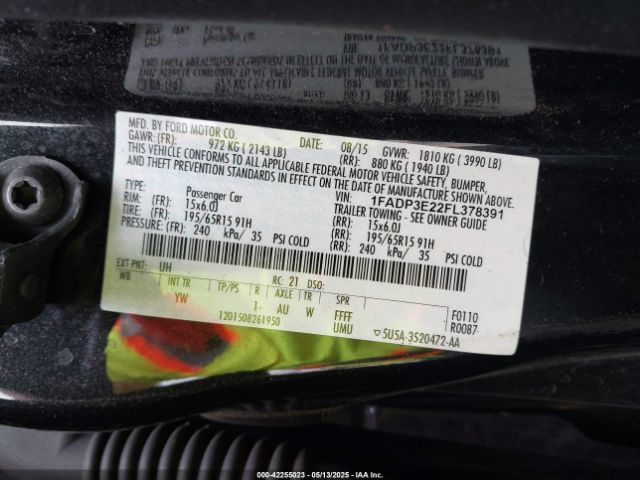 MFD. BY FORD MOTOR CO.
DATE: 08/15 GVWR: 1810 KG ( 3990 LB)
GAWR: (FR): 972 KG ( 2143 LB) (RR): 880 KG ( 1940 LB)
THIS VEHICLE CONFORMS TO ALL APPLICABLE FEDERAL MOTOR VEHICLE SAFETY, BUMPER,
AND THEFT PREVENTION STANDARDS IN EFFECT ON THE DATE OF MANUFACTURE SHOWN ABOVE.
VIN: 1FADP3E22FL378391
TYPE: Passenger Car TRAILER TOWING - SEE OWNER GUIDE
RIM: (FR): 15x6.0J (RR): 15x6.0J
TIRE: (FR): 195/65R15 91H (RR): 195/65R15 91H
PRESSURE: (FR): 240 kPa/ 35 PSI COLD (RR): 240 kPa/ 35 PSI COLD
EXT PNT: UH RC: 21 DSO:
WB INT TR TP/PS R AXLE TR SPR
YW 1- AU W FFFF F0110
1201508261950 UMU R0087
▽5U5A-3520472-AA
000-42255023 - 05/13/2025 - IAAI.COM